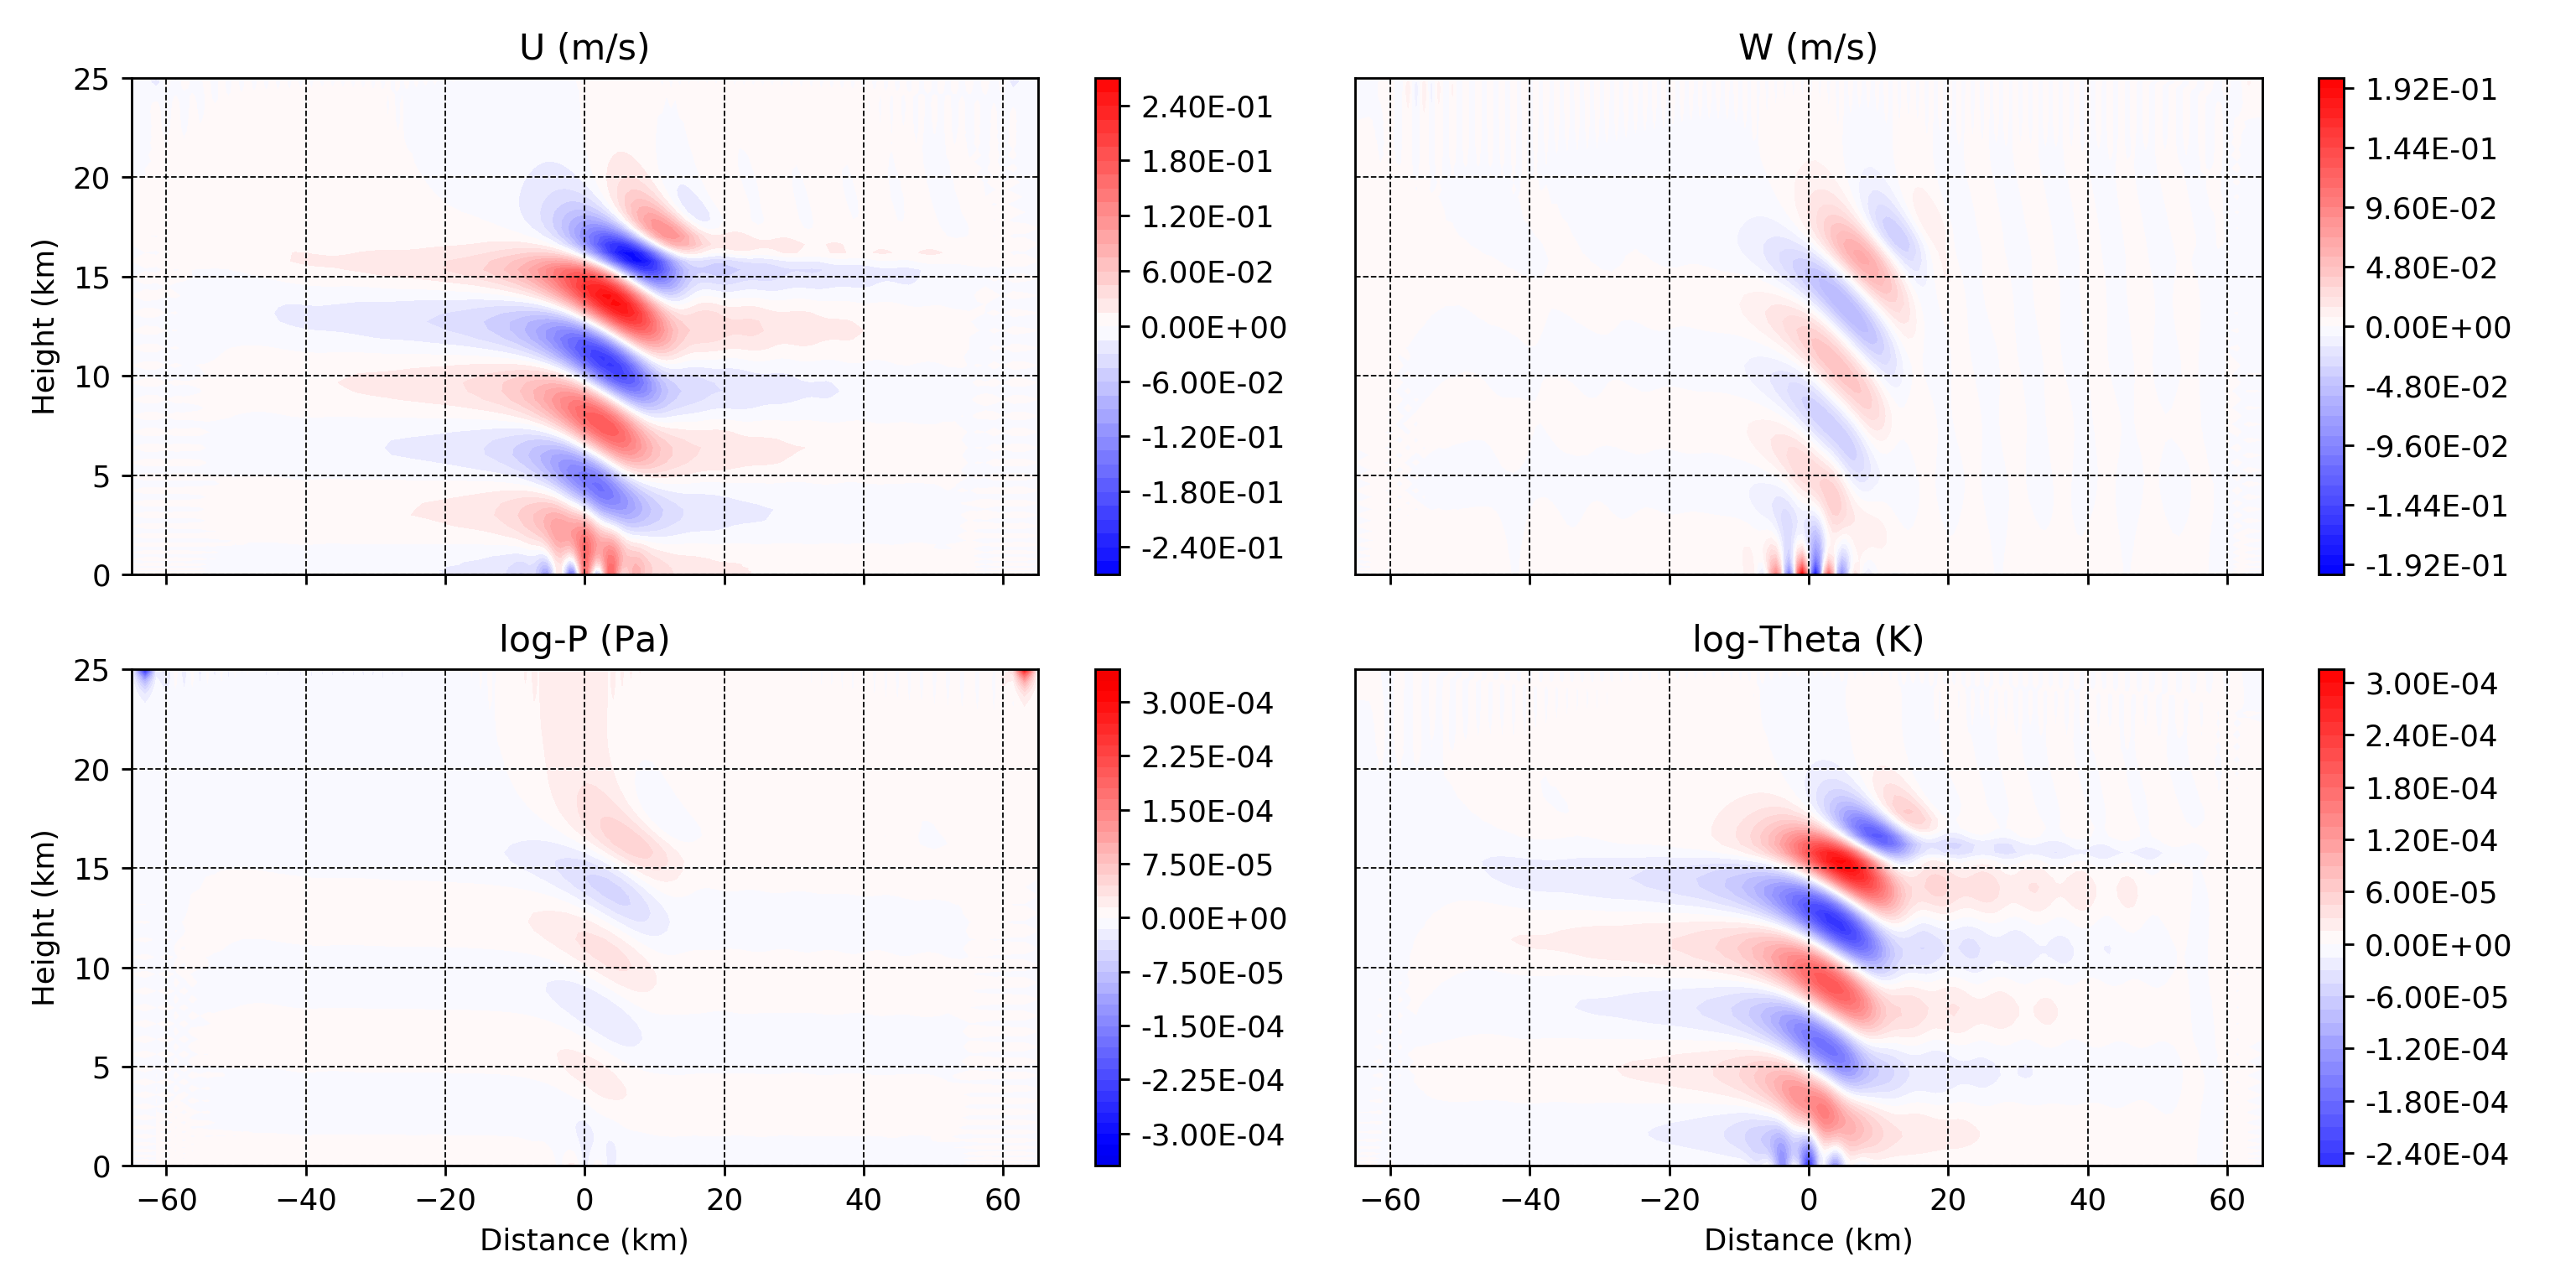 U (m/s)
25
20
15
10
5
0
Height (km)
2.40E-01
1.80E-01
1.20E-01
6.00E-02
0.00E+00
-6.00E-02
-1.20E-01
-1.80E-01
-2.40E-01
W (m/s)
1.92E-01
1.44E-01
9.60E-02
4.80E-02
0.00E+00
-4.80E-02
-9.60E-02
-1.44E-01
-1.92E-01
log-P (Pa)
25
20
15
10
5
0
Height (km)
−60 −40 −20 0 20 40 60
Distance (km)
3.00E-04
2.25E-04
1.50E-04
7.50E-05
0.00E+00
-7.50E-05
-1.50E-04
-2.25E-04
-3.00E-04
log-Theta (K)
−60 −40 −20 0 20 40 60
Distance (km)
3.00E-04
2.40E-04
1.80E-04
1.20E-04
6.00E-05
0.00E+00
-6.00E-05
-1.20E-04
-1.80E-04
-2.40E-04